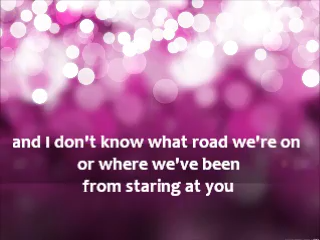 and I don't know what road we're on
or where we've been
from staring at you